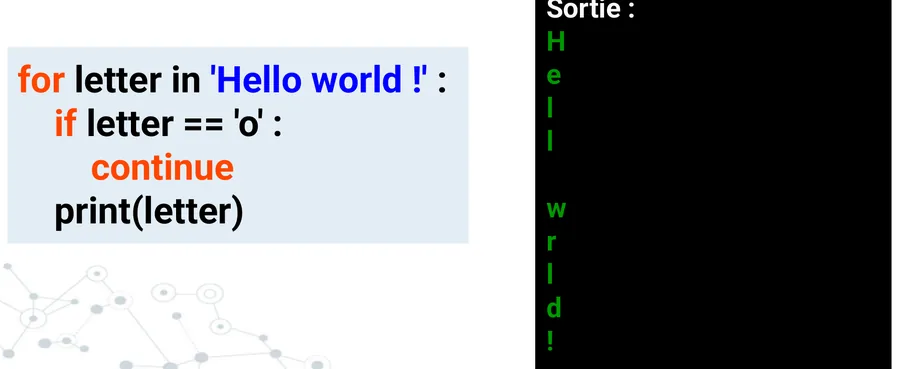 for letter in 'Hello world !' :
if letter == 'o' :
continue
print(letter)
Sortie :
H
e
l
l
w
r
l
d
!